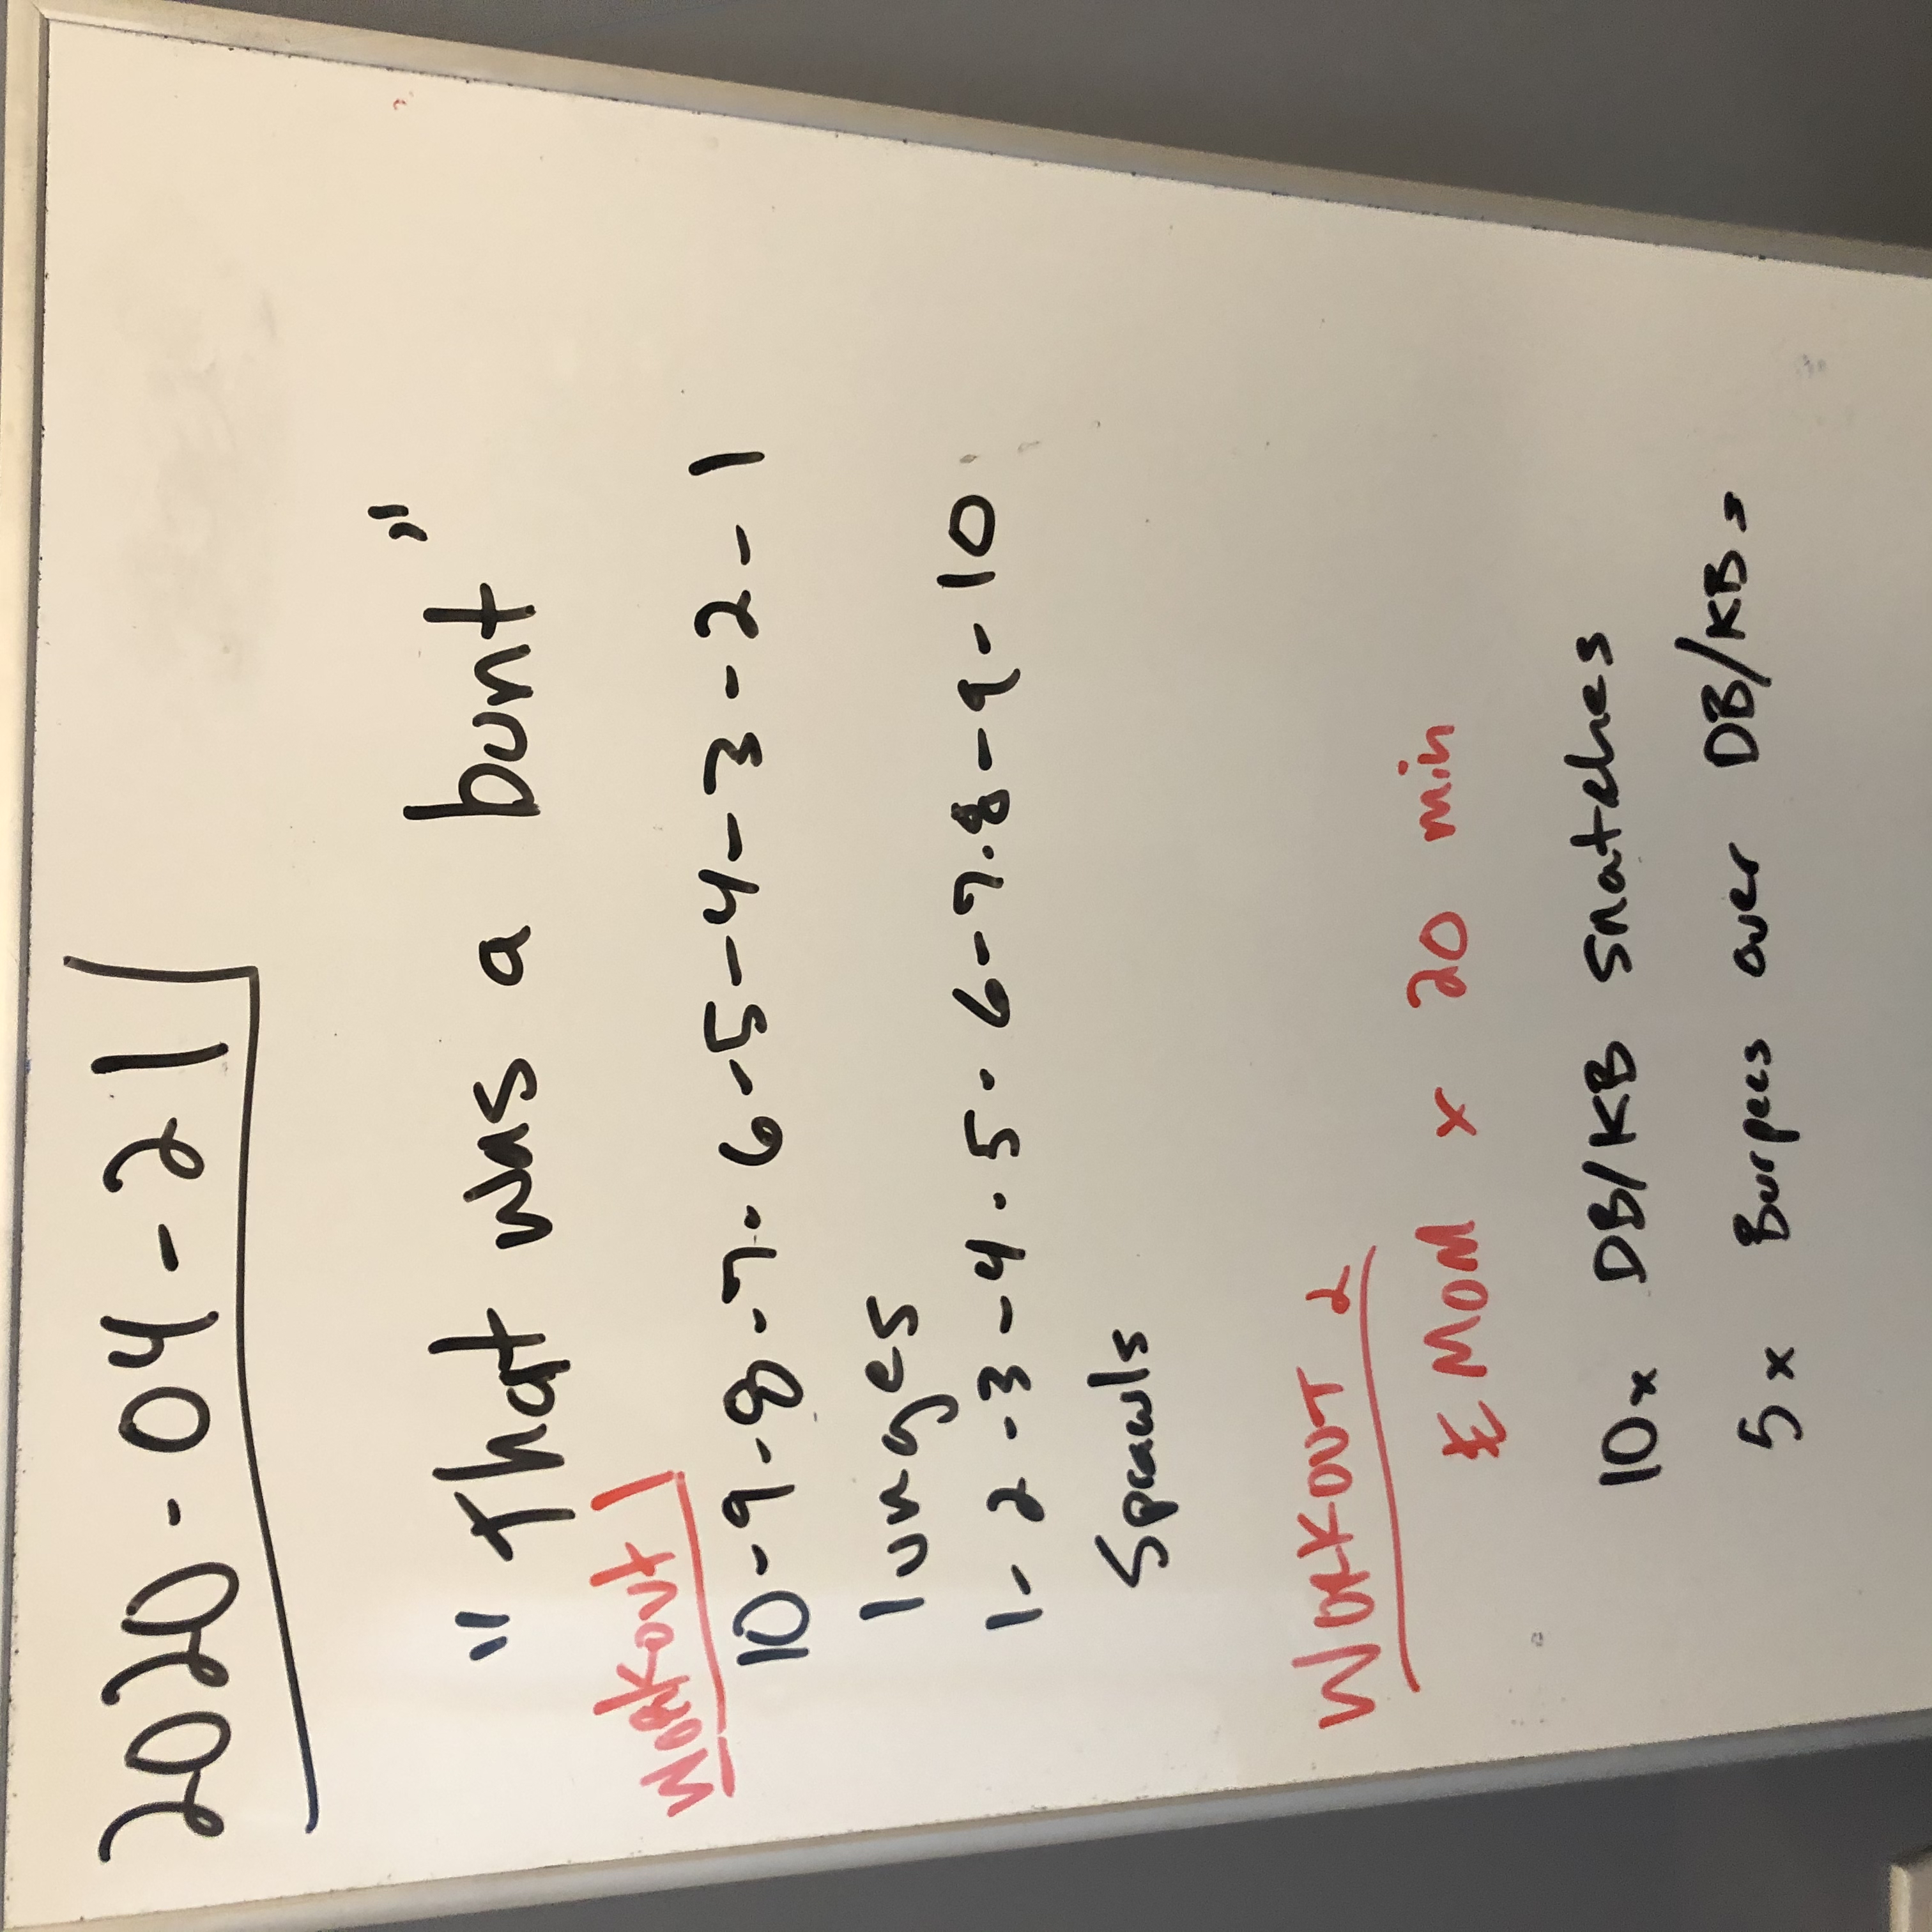 2020-04-21
"That was a bunt"
Workout 1
10-9-8-7-6-5-4-3-2-1
lunges
1-2-3-4-5-6-7-8-9-10
Sprawls
WORKOUT 2
EMOM x 20 min
10x DB/KB snatches
5x Burpees over DB/KBs